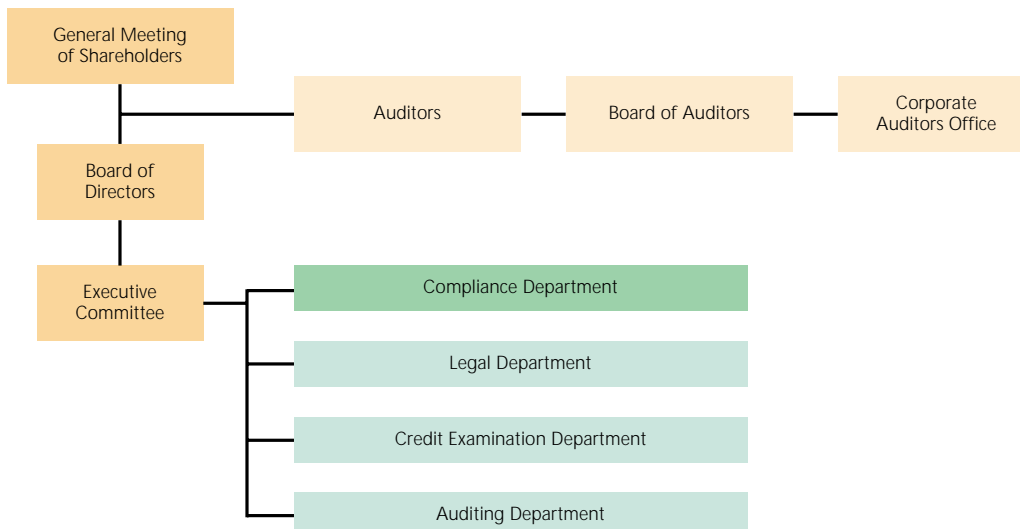 General Meeting
of Shareholders
Auditors
Board of Auditors
Corporate
Auditors Office
Board of
Directors
Executive
Committee
Compliance Department
Legal Department
Credit Examination Department
Auditing Department